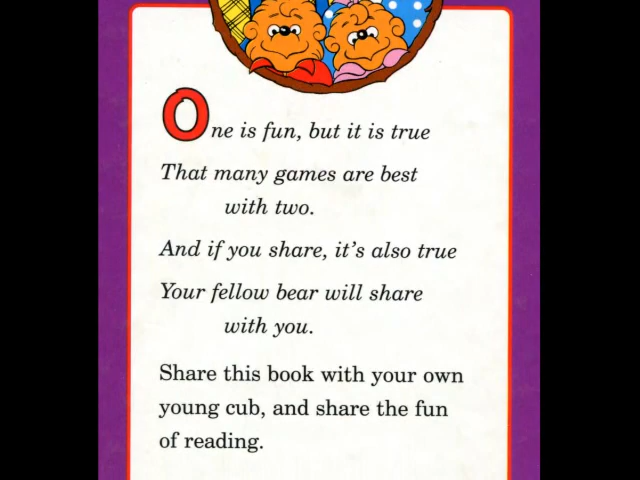 One is fun, but it is true
That many games are best
with two.
And if you share, it's also true
Your fellow bear will share
with you.
Share this book with your own
young cub, and share the fun
of reading.